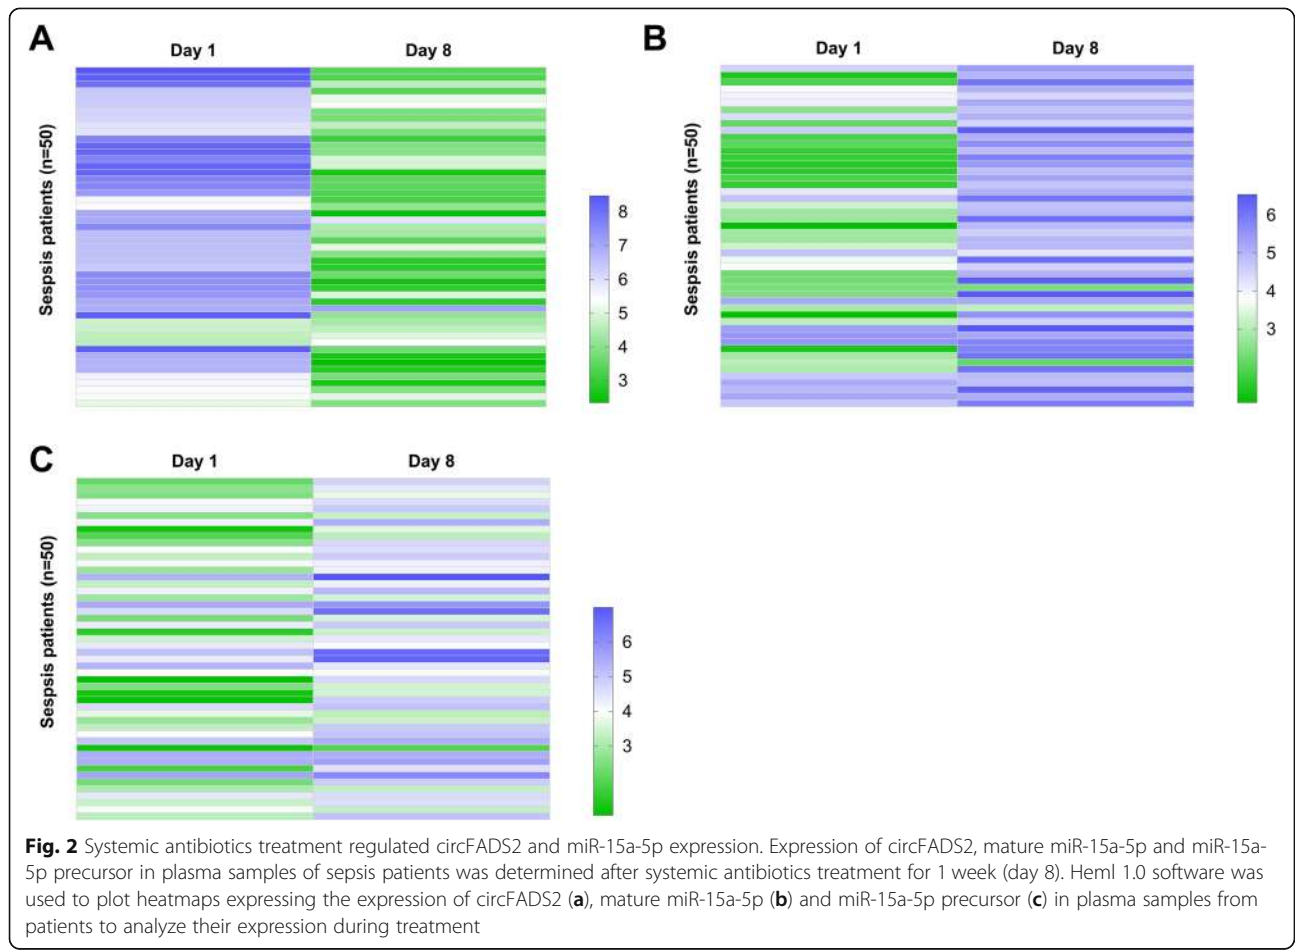 A
Day 1 Day 8
Sespsis patients (n=50)
8
7
6
5
4
3
B
Day 1 Day 8
Sespsis patients (n=50)
6
5
4
3
C
Day 1 Day 8
Sespsis patients (n=50)
6
5
4
3
Fig. 2 Systemic antibiotics treatment regulated circFADS2 and miR-15a-5p expression. Expression of circFADS2, mature miR-15a-5p and miR-15a-
5p precursor in plasma samples of sepsis patients was determined after systemic antibiotics treatment for 1 week (day 8). Heml 1.0 software was
used to plot heatmaps expressing the expression of circFADS2 (a), mature miR-15a-5p (b) and miR-15a-5p precursor (c) in plasma samples from
patients to analyze their expression during treatment